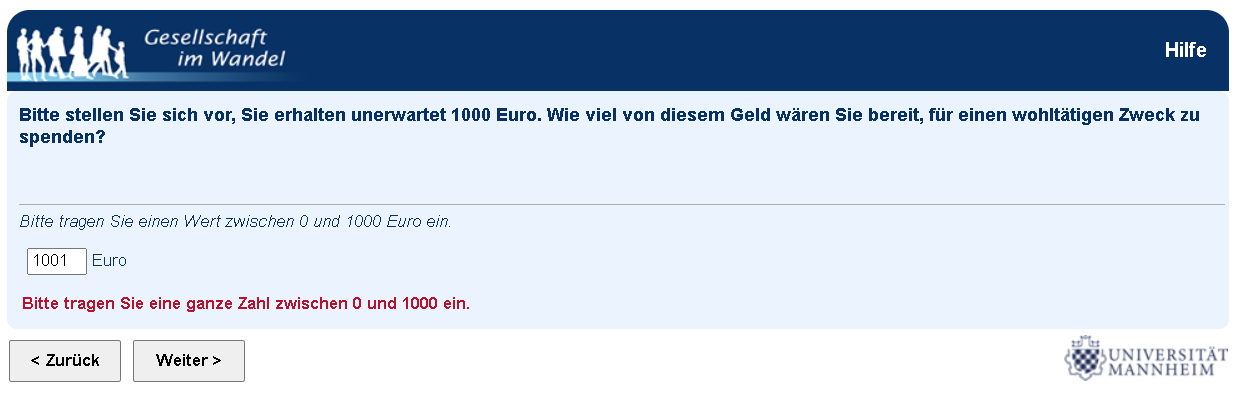 Gesellschaft
im Wandel
Hilfe
Bitte stellen Sie sich vor, Sie erhalten unerwartet 1000 Euro. Wie viel von diesem Geld wären Sie bereit, für einen wohltätigen Zweck zu
spenden?
Bitte tragen Sie einen Wert zwischen 0 und 1000 Euro ein.
1001 Euro
Bitte tragen Sie eine ganze Zahl zwischen 0 und 1000 ein.
< Zurück Weiter >
UNIVERSITÄT
MANNHEIM